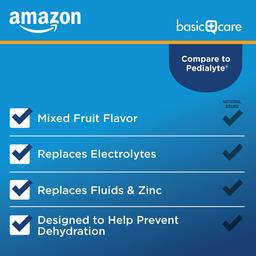 amazon
basic care
Compare to
Pedialyte*
NATIONAL
BRAND
Mixed Fruit Flavor
Replaces Electrolytes
Replaces Fluids & Zinc
Designed to Help Prevent
Dehydration